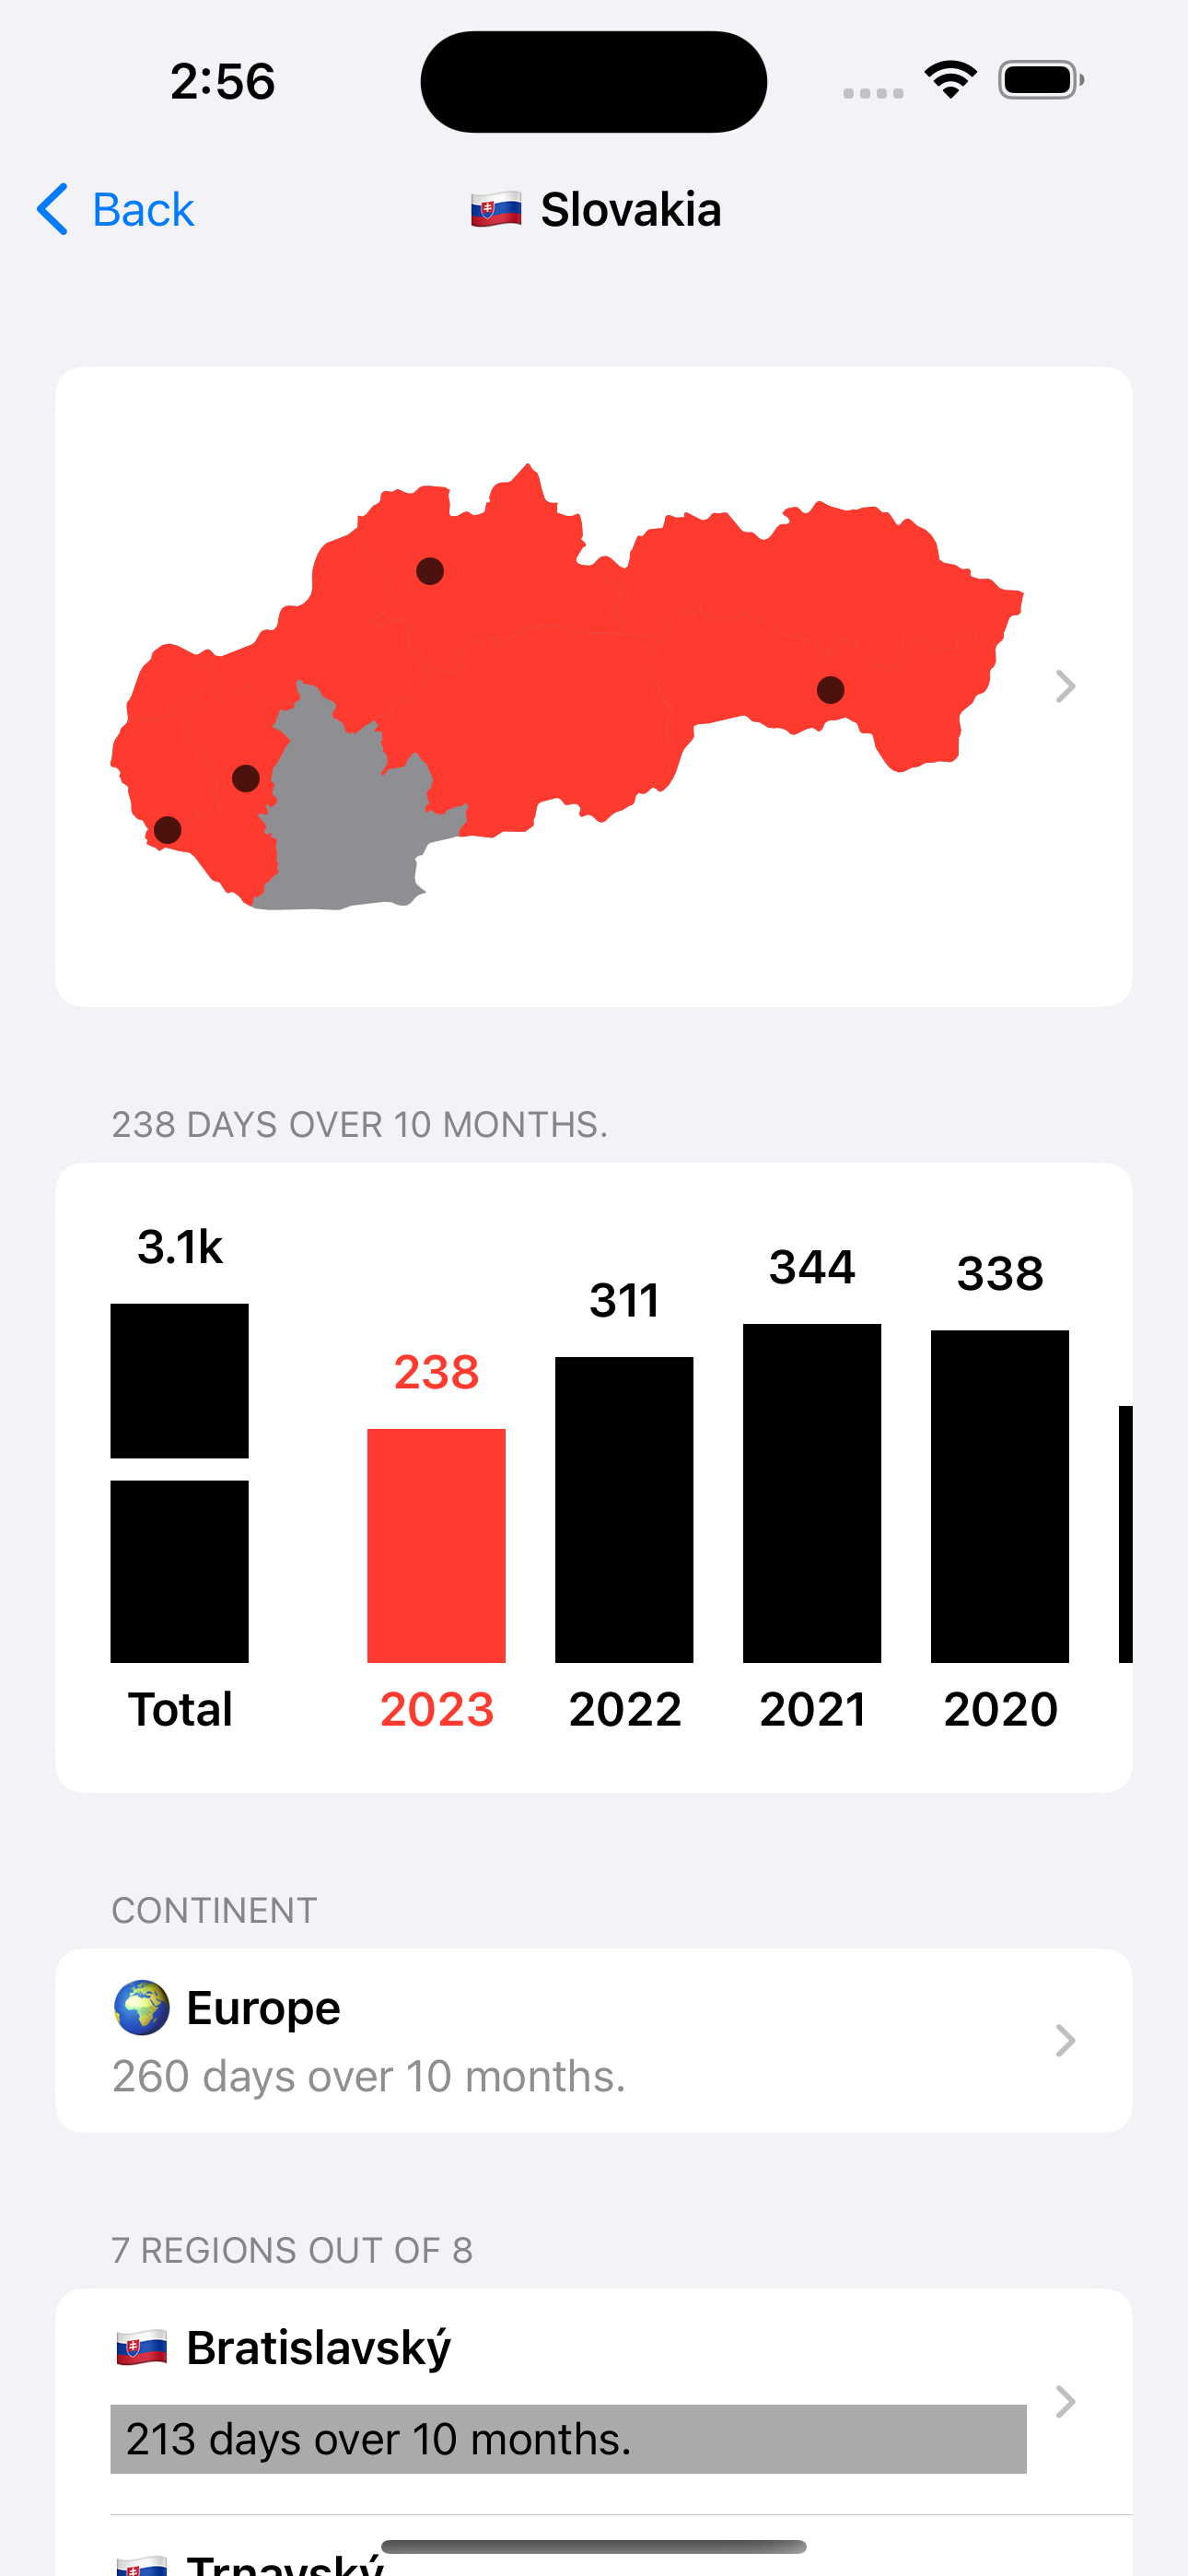 2:56
Back
Slovakia
238 DAYS OVER 10 MONTHS.
3.1k
238
311
344
338
Total
2023
2022
2021
2020
CONTINENT
Europe
260 days over 10 months.
7 REGIONS OUT OF 8
Bratislavský
213 days over 10 months.
Trnavský